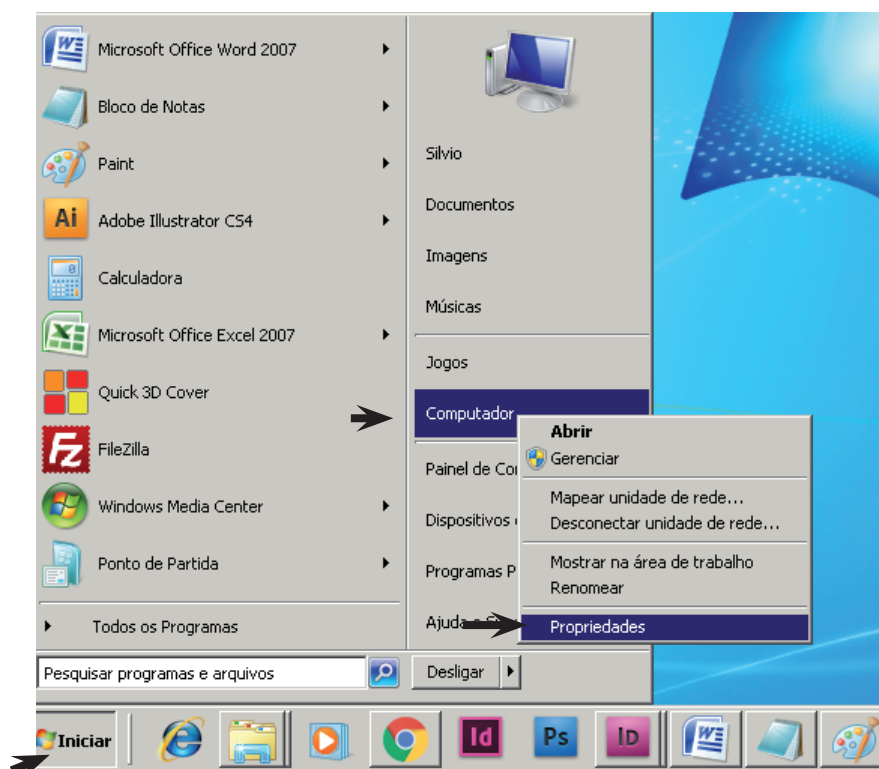 Microsoft Office Word 2007
Bloco de Notas
Paint
Ai
Adobe Illustrator CS4
Calculadora
Microsoft Office Excel 2007
Quick 3D Cover
Fz
FileZilla
Windows Media Center
Ponto de Partida
Todos os Programas
Pesquisar programas e arquivos
Silvio
Documentos
Imagens
Músicas
Jogos
Computador
Painel de Co
Dispositivos
Programas P
Ajuda e S
Desligar
Abrir
Gerenciar
Mapear unidade de rede...
Desconectar unidade de rede...
Mostrar na área de trabalho
Renomear
Propriedades
Iniciar
Id
Ps
ID